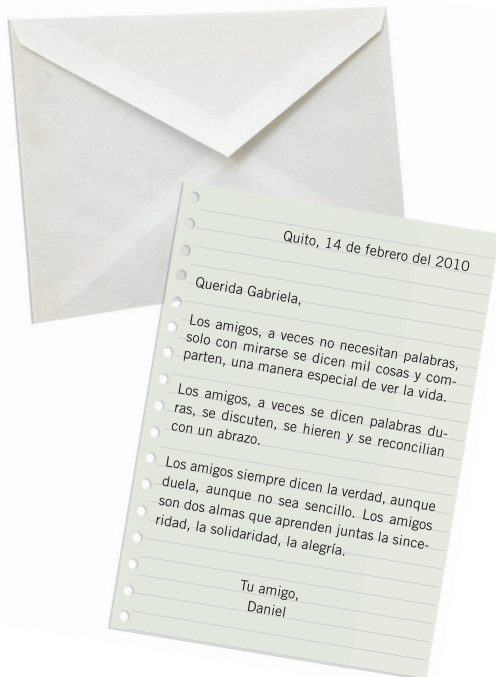 Quito, 14 de febrero del 2010
Querida Gabriela,
Los amigos, a veces no necesitan palabras,
solo con mirarse se dicen mil cosas y com-
parten, una manera especial de ver la vida.
Los amigos, a veces se dicen palabras du-
ras, se discuten, se hieren y se reconcilian
con un abrazo.
Los amigos siempre dicen la verdad, aunque
duela, aunque no sea sencillo. Los amigos
son dos almas que aprenden juntas la since-
ridad, la solidaridad, la alegría.
Tu amigo,
Daniel